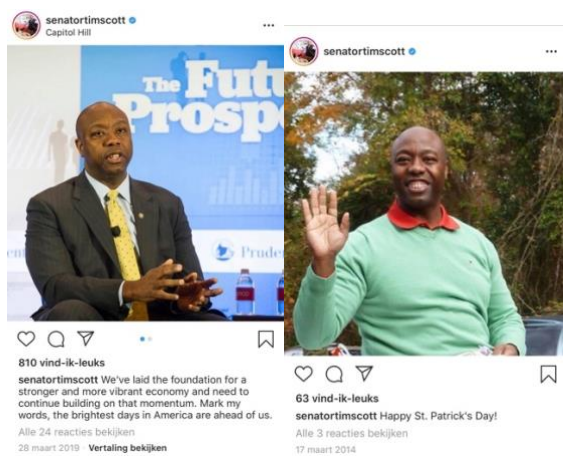 senatortimscott
Capitol Hill
The Futu
Prosp
Prude
810 vind-ik-leuks
senatortimscott We've laid the foundation for a
stronger and more vibrant economy and need to
continue building on that momentum. Mark my
words, the brightest days in America are ahead of us.
Alle 24 reacties bekijken
28 maart 2019 · Vertaling bekijken
senatortimscott
63 vind-ik-leuks
senatortimscott Happy St. Patrick's Day!
Alle 3 reacties bekijken
17 maart 2014